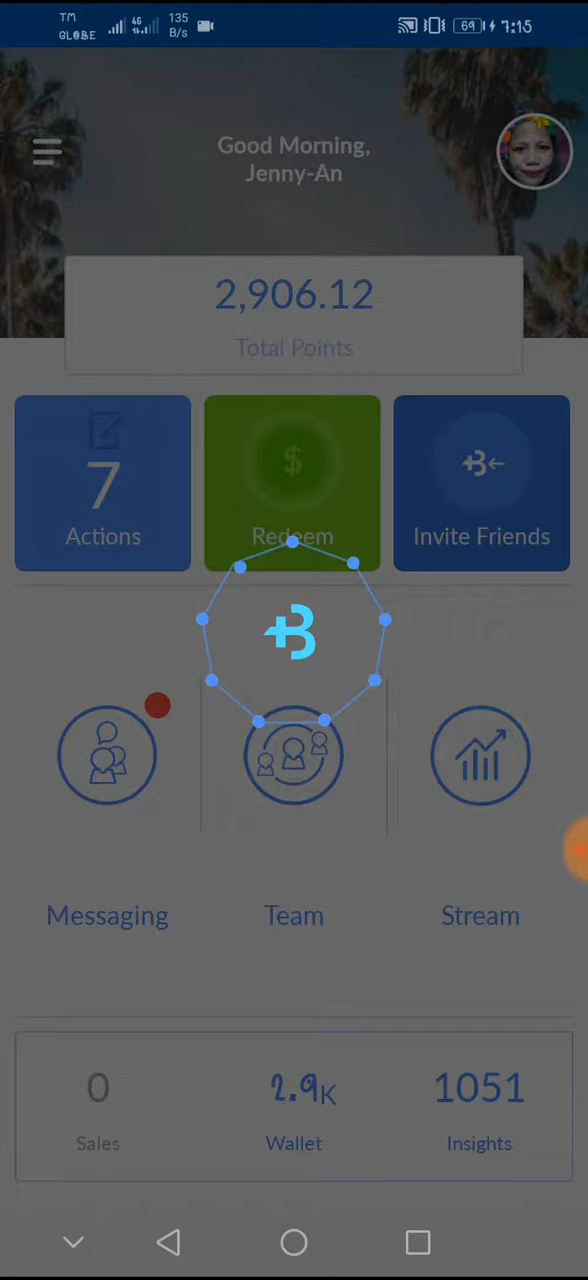 TM
GLOBE
4G
135
B/s
69
7:15
Good Morning,
Jenny-An
2,906.12
Total Points
7
Actions
$
Redeem
Invite Friends
Messaging
Team
Stream
0
Sales
2.9K
Wallet
1051
Insights